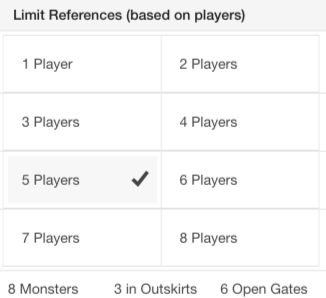 Limit References (based on players)
1 Player
2 Players
3 Players
4 Players
5 Players
6 Players
7 Players
8 Players
8 Monsters 3 in Outskirts 6 Open Gates